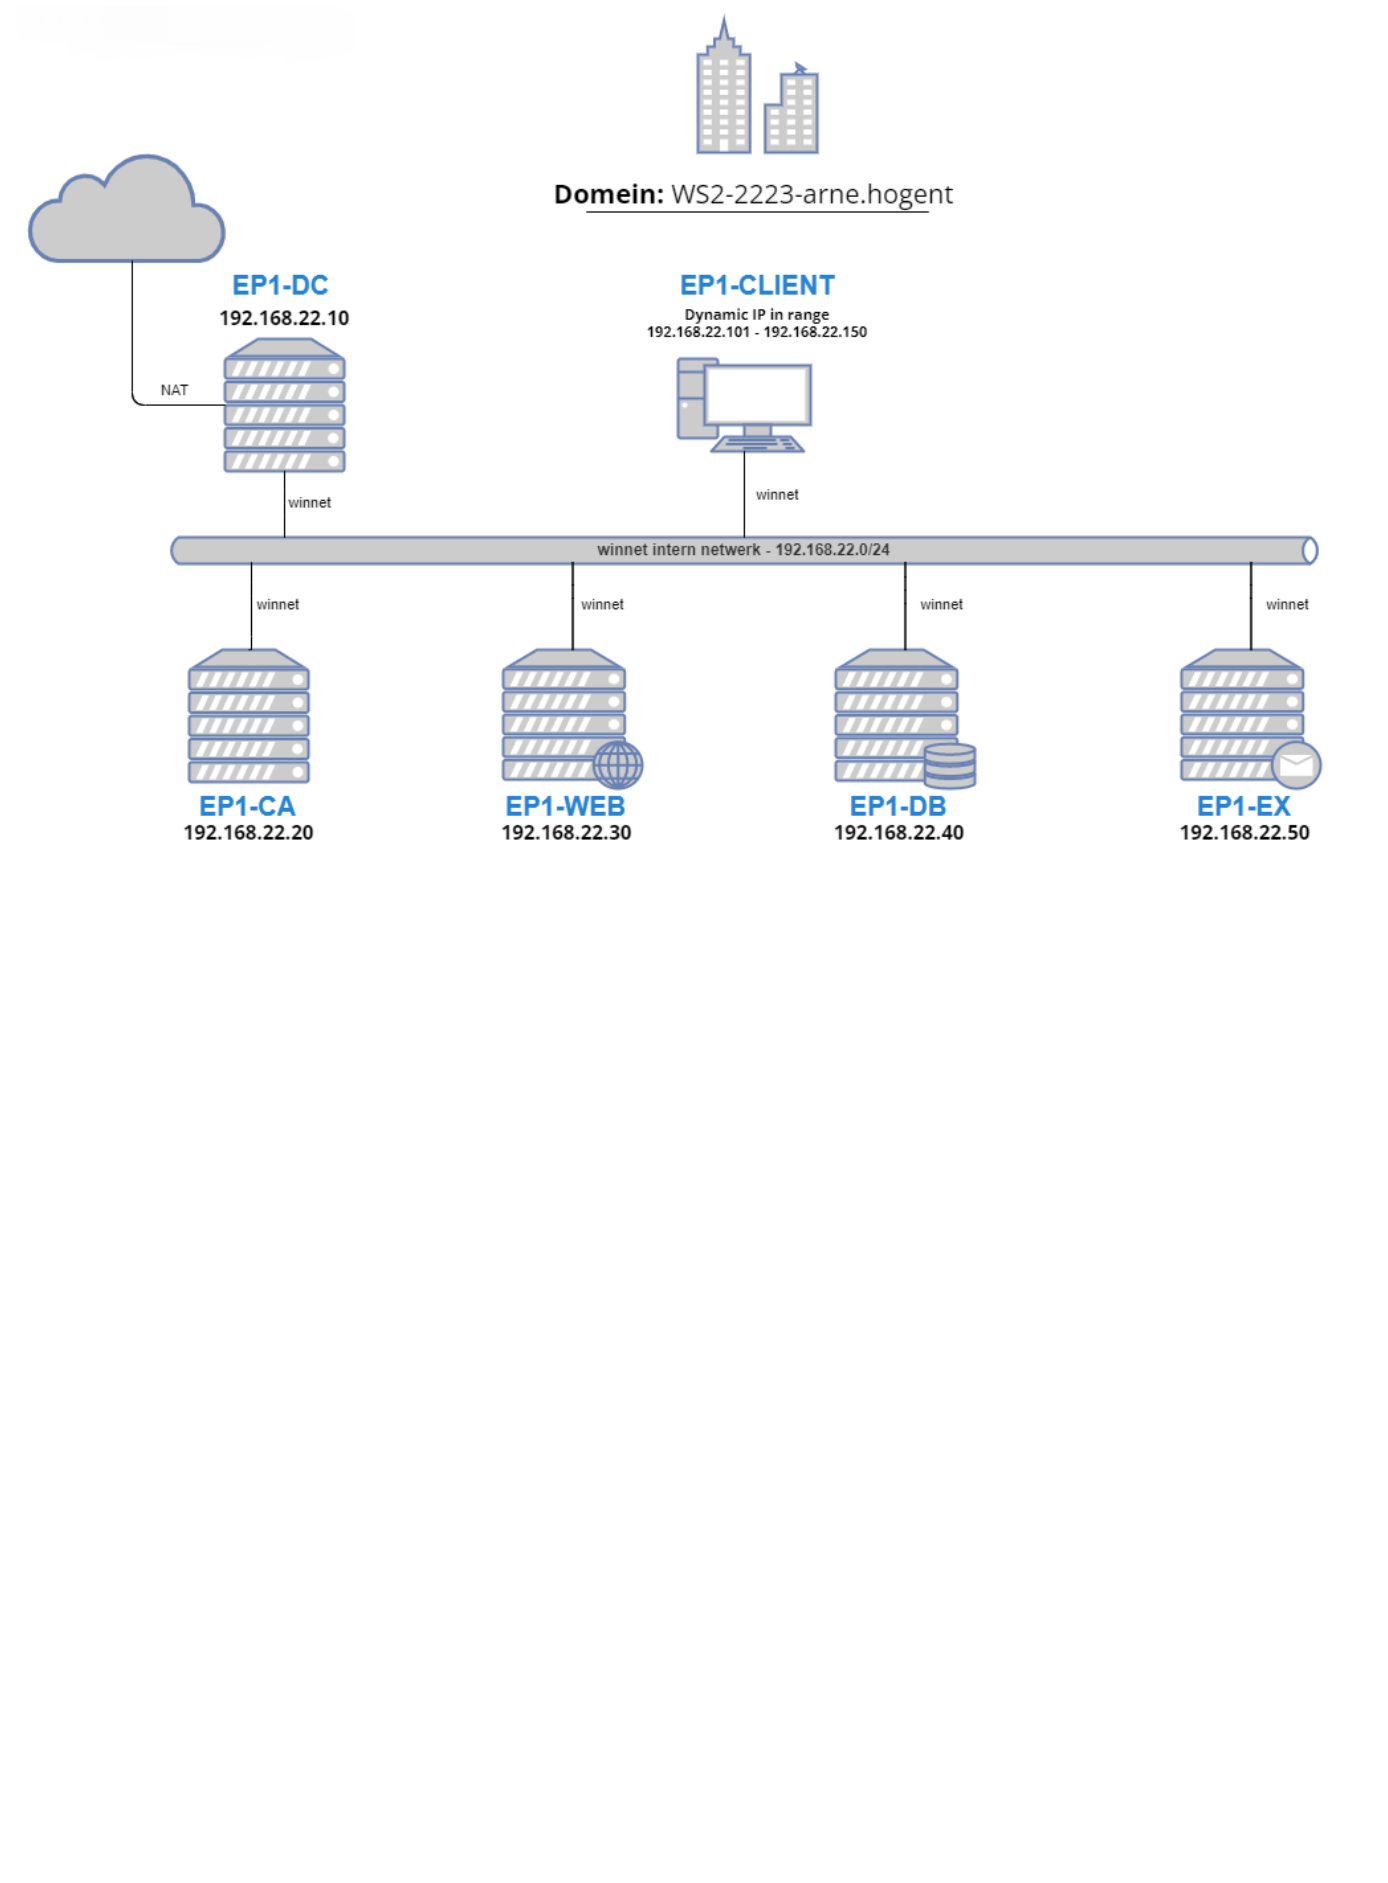 Domein: WS2-2223-arne.hogent
EP1-DC
192.168.22.10
EP1-CLIENT
Dynamic IP in range
192.168.22.101 - 192.168.22.150
NAT
winnet
winnet
winnet intern netwerk - 192.168.22.0/24
winnet
winnet
winnet
winnet
EP1-CA
192.168.22.20
EP1-WEB
192.168.22.30
EP1-DB
192.168.22.40
EP1-EX
192.168.22.50